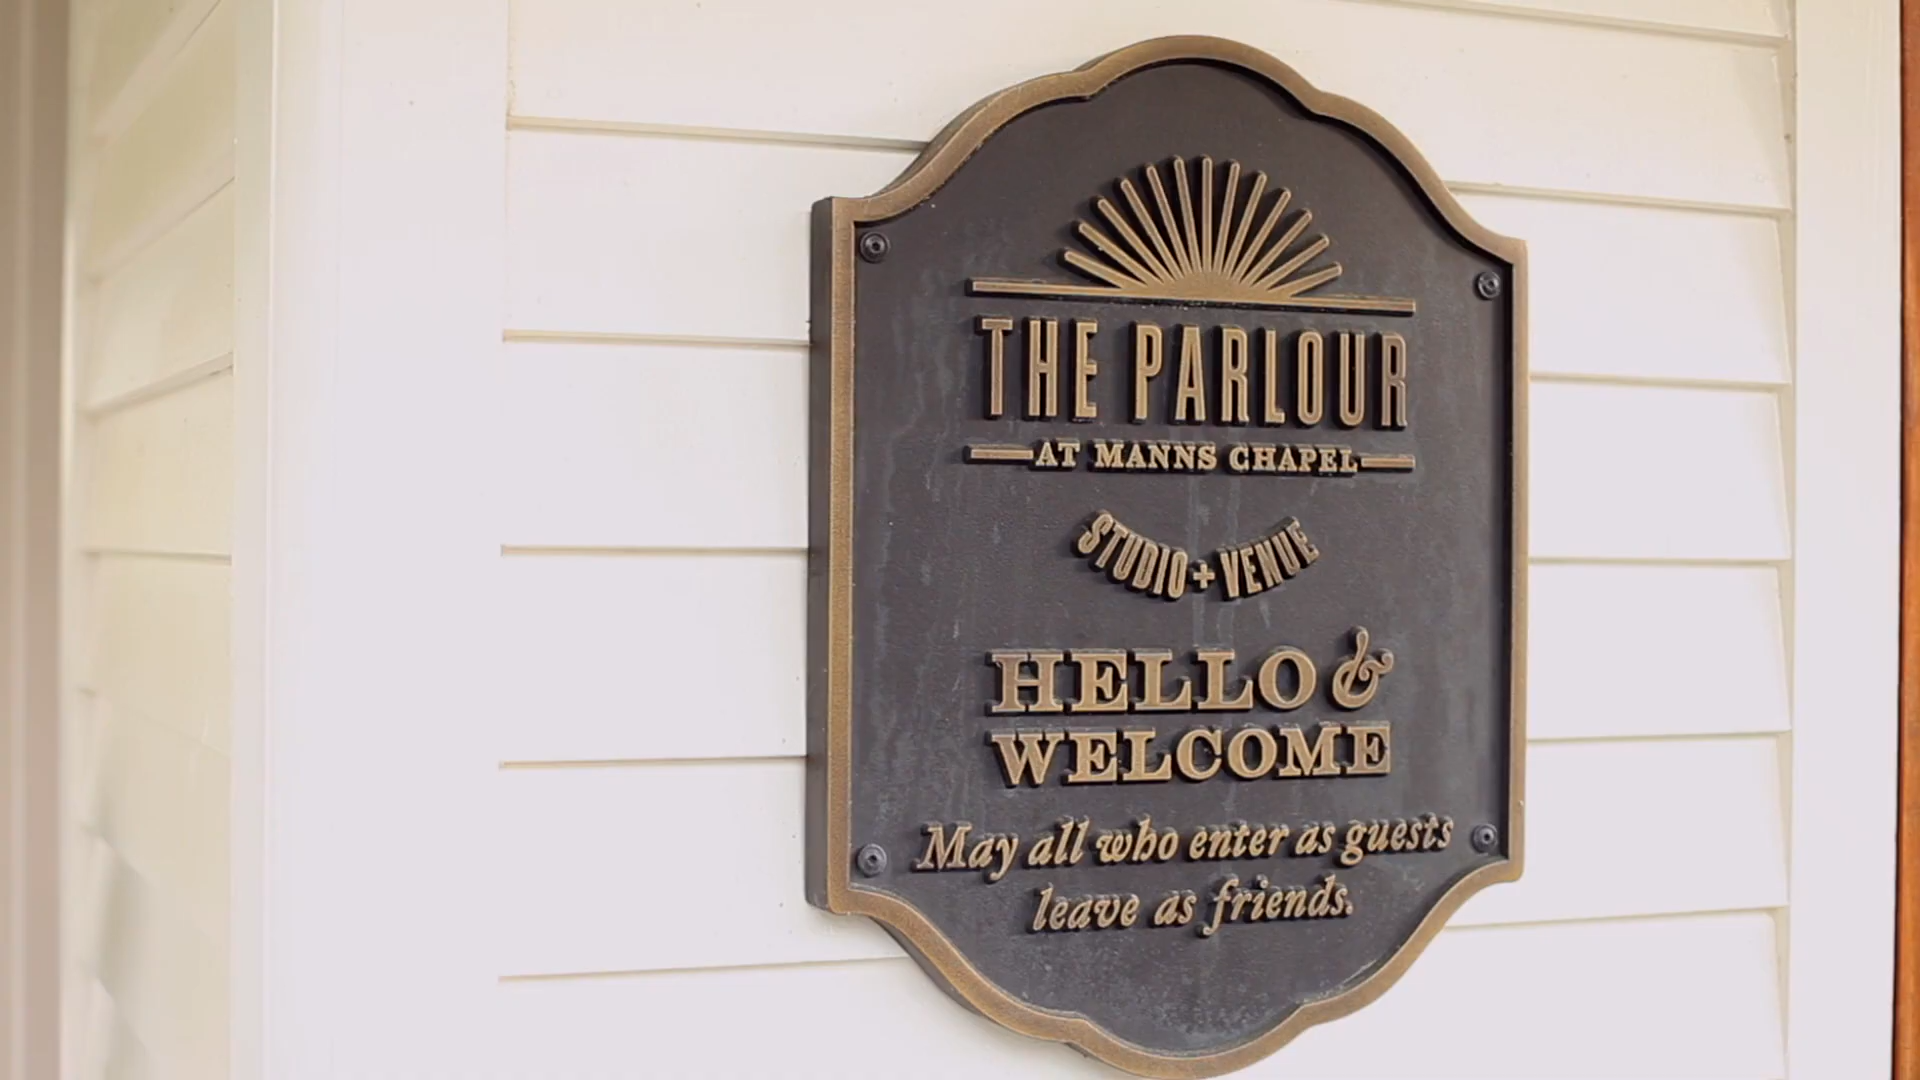 THE PARLOUR
AT MANNS CHAPEL
STUDIO + VENUE
HELLO &
WELCOME
May all who enter as guests
leave as friends.